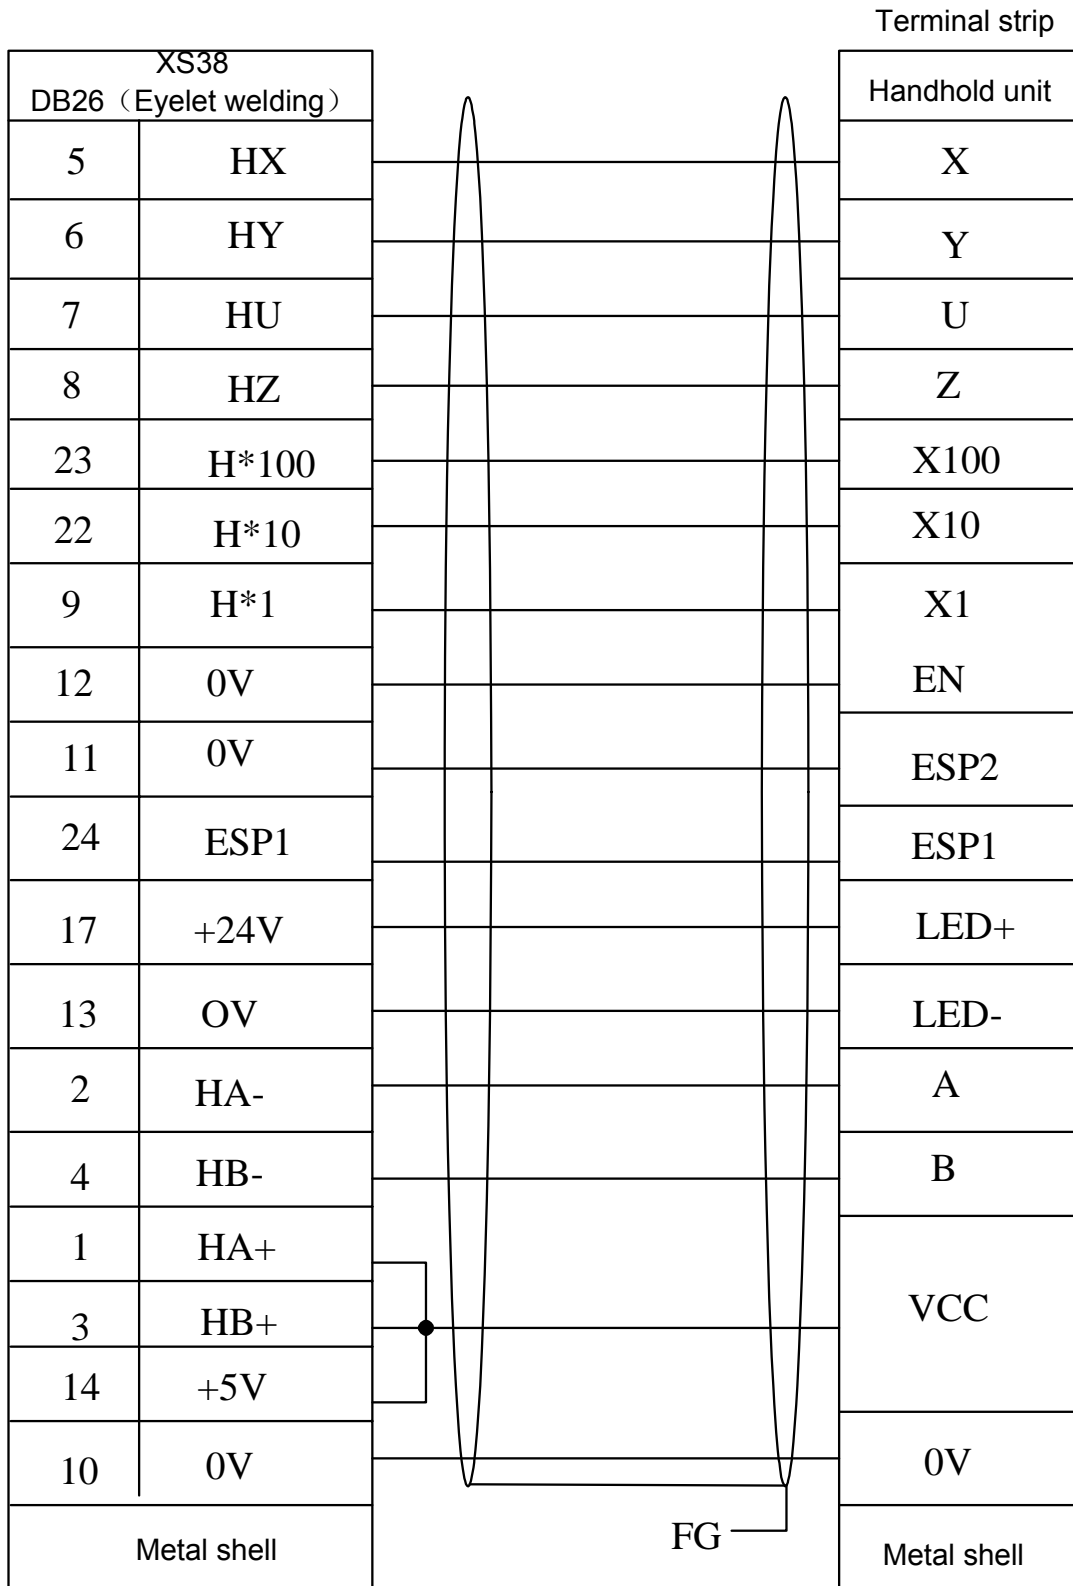 Terminal strip
XS38
DB26（Eyelet welding）
Handhold unit
5 HX X
6 HY Y
7 HU U
8 HZ Z
23 H*100 X100
22 H*10 X10
9 H*1 X1
12 0V EN
11 0V ESP2
24 ESP1 ESP1
17 +24V LED+
13 OV LED-
2 HA- A
4 HB- B
1 HA+
3 HB+ VCC
14 +5V
10 0V 0V
FG
Metal shell Metal shell